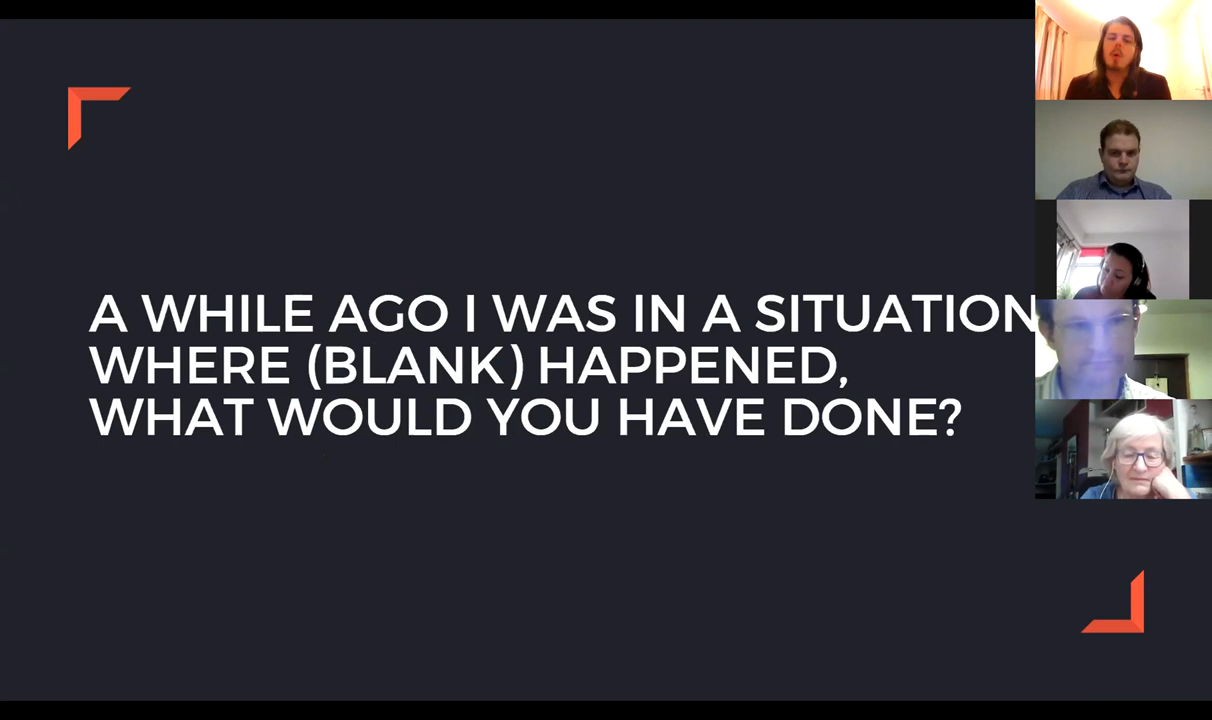 A WHILE AGO I WAS IN A SITUATION
WHERE (BLANK) HAPPENED,
WHAT WOULD YOU HAVE DONE?